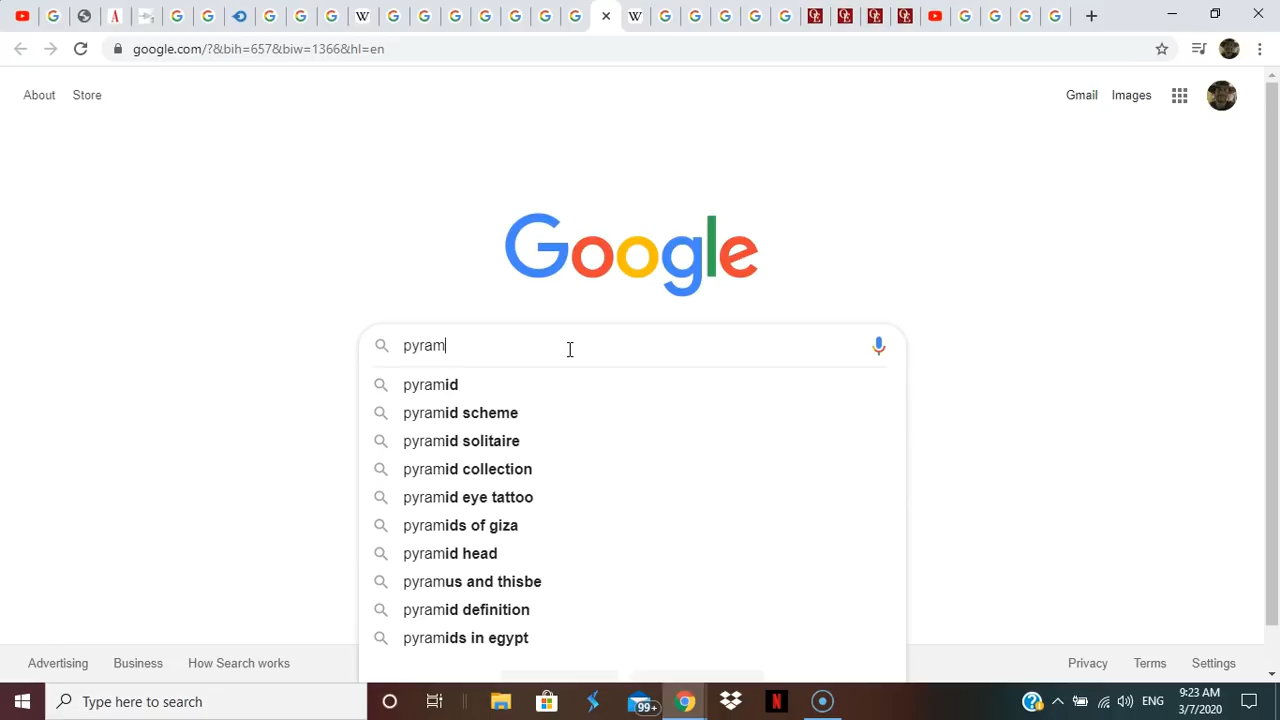 google.com/?&bih=657&biw=1366&hl=en
About Store Gmail Images
Google
pyram
pyramid
pyramid scheme
pyramid solitaire
pyramid collection
pyramid eye tattoo
pyramids of giza
pyramid head
pyramus and thisbe
pyramid definition
pyramids in egypt
Advertising Business How Search works Privacy Terms Settings
Type here to search 99+ ENG 9:23 AM
3/7/2020